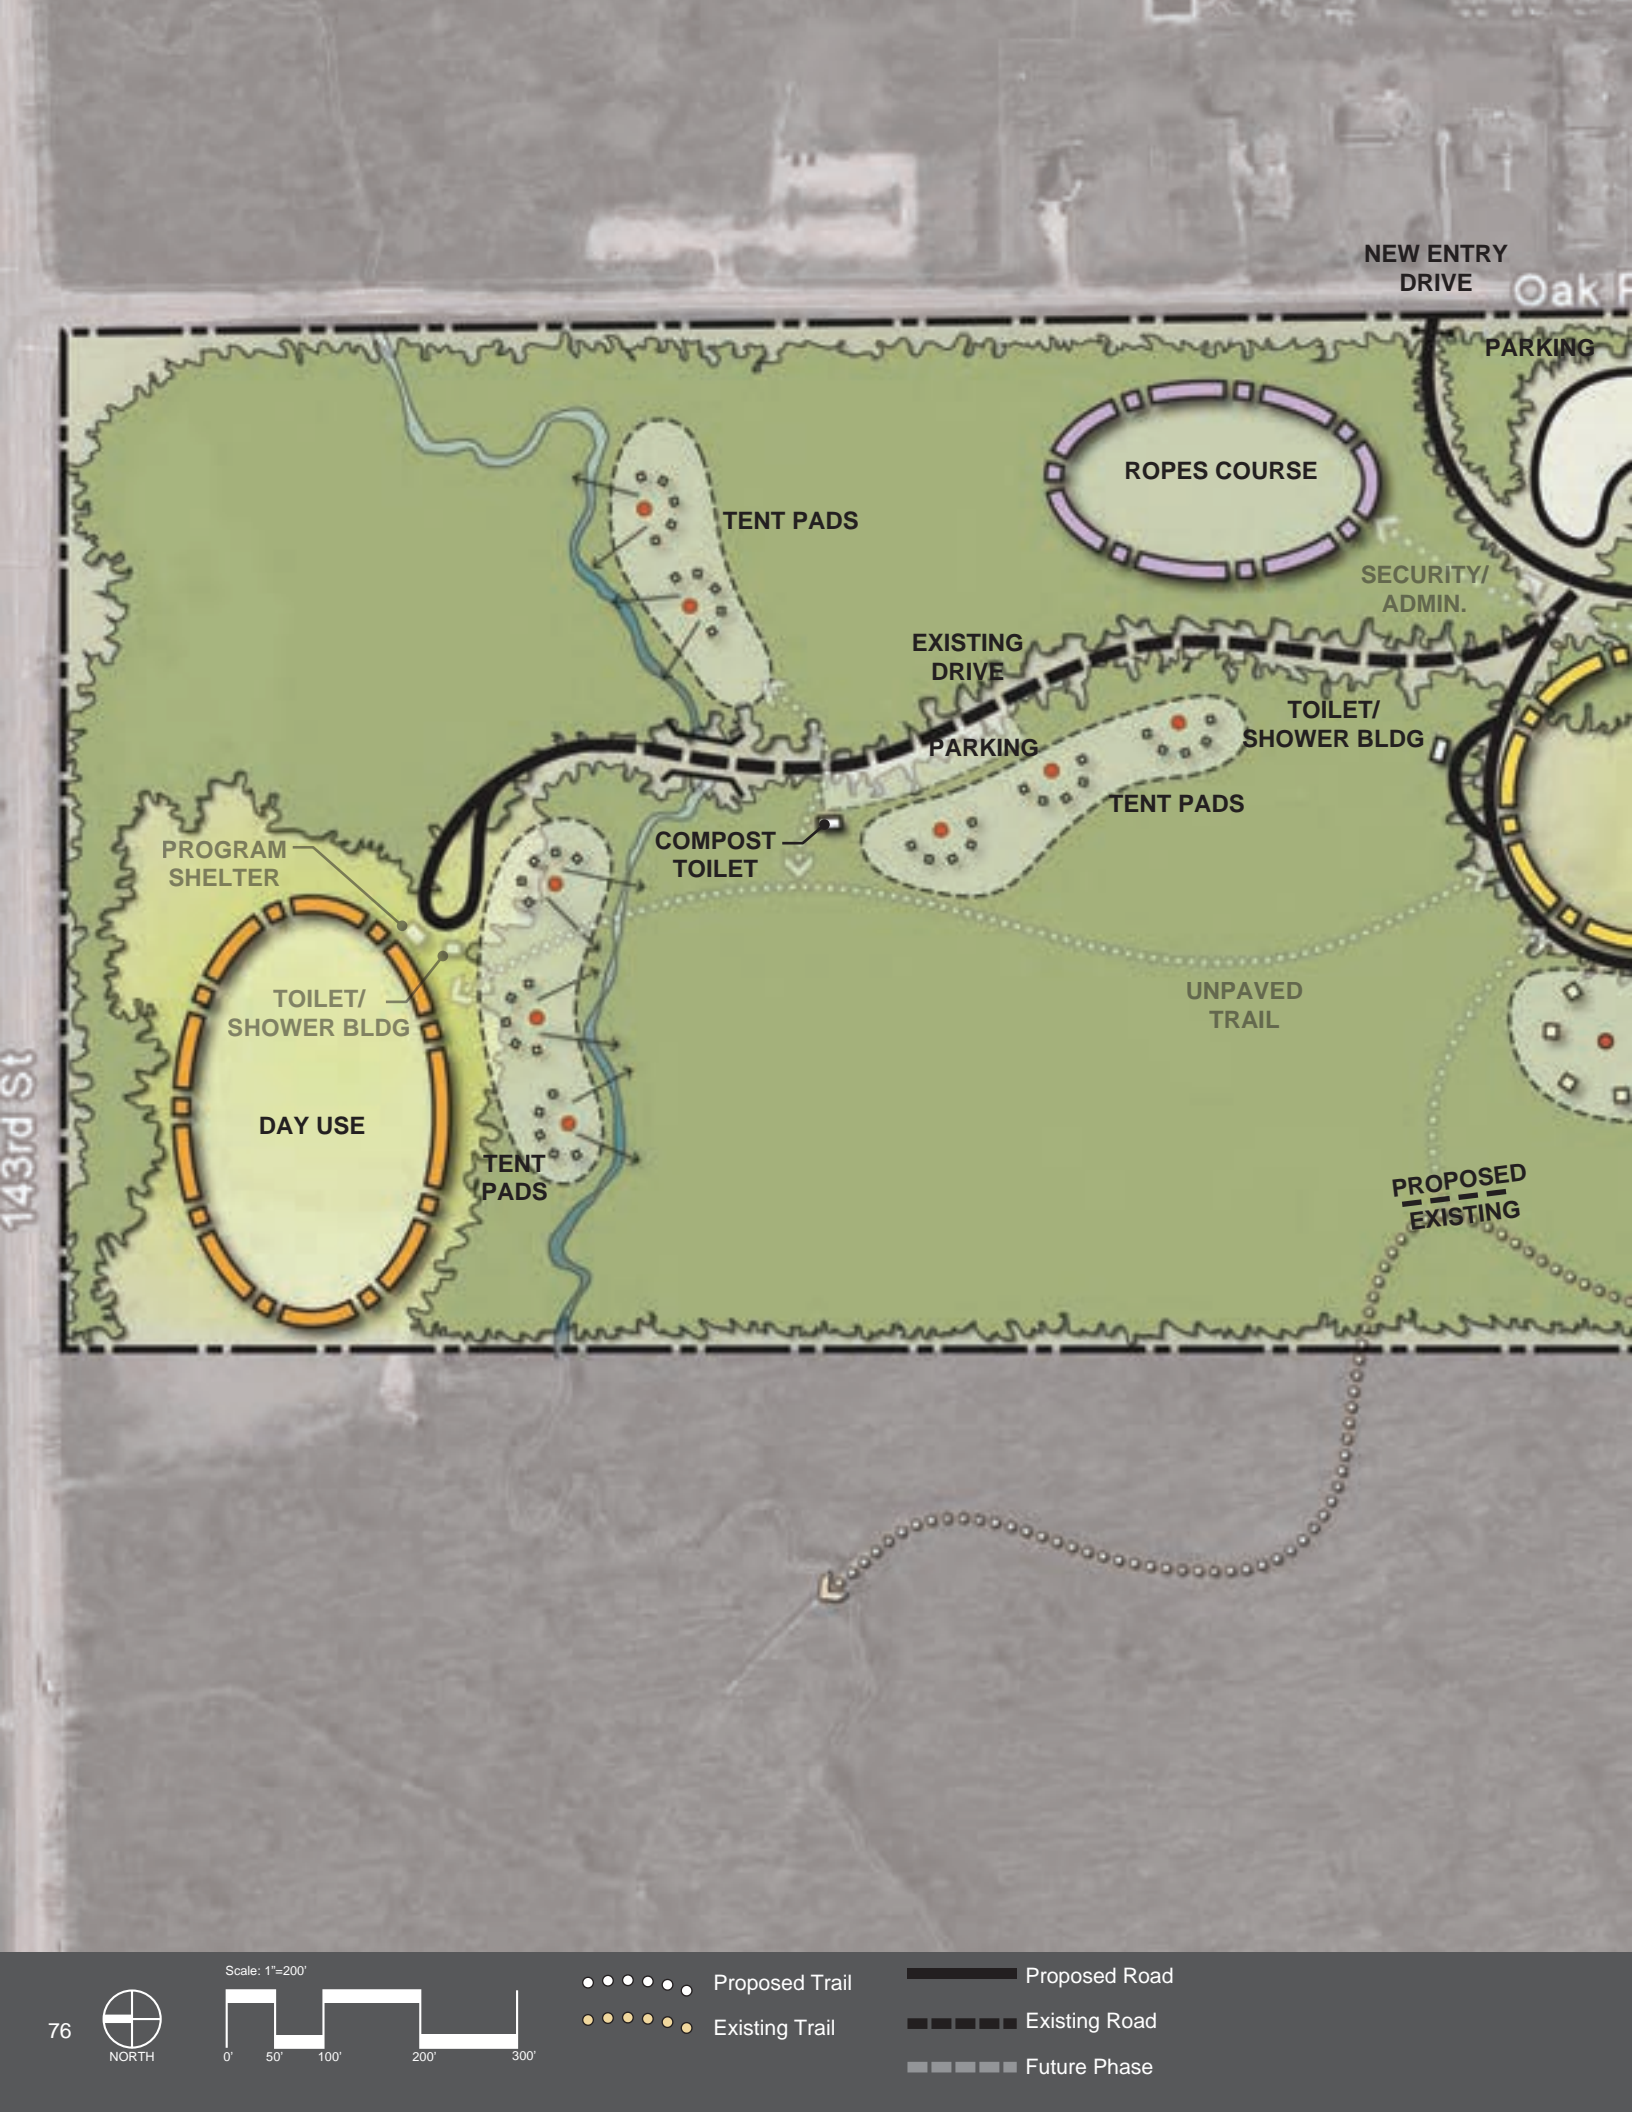 NEW ENTRY
DRIVE
Oak
PARKING
ROPES COURSE
TENT PADS
SECURITY/
ADMIN.
EXISTING
DRIVE
TOILET/
SHOWER BLDG
PARKING
TENT PADS
COMPOST
TOILET
PROGRAM
SHELTER
TOILET/
SHOWER BLDG
UNPAVED
TRAIL
143rd St
DAY USE
TENT
PADS
PROPOSED
EXISTING
76
NORTH
Scale: 1"=200'
0'
50'
100'
200'
300'
Proposed Trail
Existing Trail
Proposed Road
Existing Road
Future Phase